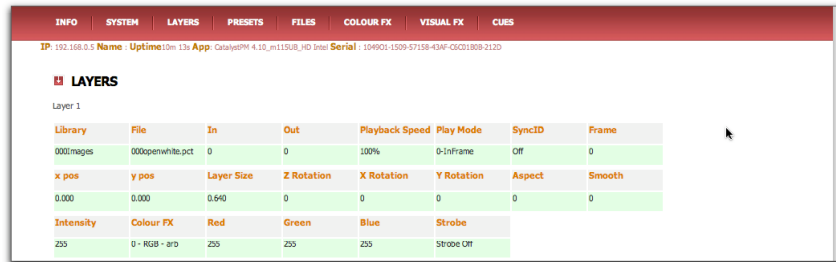 INFO SYSTEM LAYERS PRESETS FILES COLOUR FX VISUAL FX CUES
IP: 192.168.0.5 Name : Uptime10m 13s App: CatalystPM 4.10_m115UB_HD Intel Serial : 1049O1-1509-57158-43AF-C6C01B08-212D
LAYERS
Layer 1
Library File In Out Playback Speed Play Mode SyncID Frame
000Images 000openwhite.pct 0 0 100% 0-InFrame Off 0
x pos y pos Layer Size Z Rotation X Rotation Y Rotation Aspect Smooth
0.000 0.000 0.640 0 0 0 0 0
Intensity Colour FX Red Green Blue Strobe
255 0 - RGB - arb 255 255 255 Strobe Off